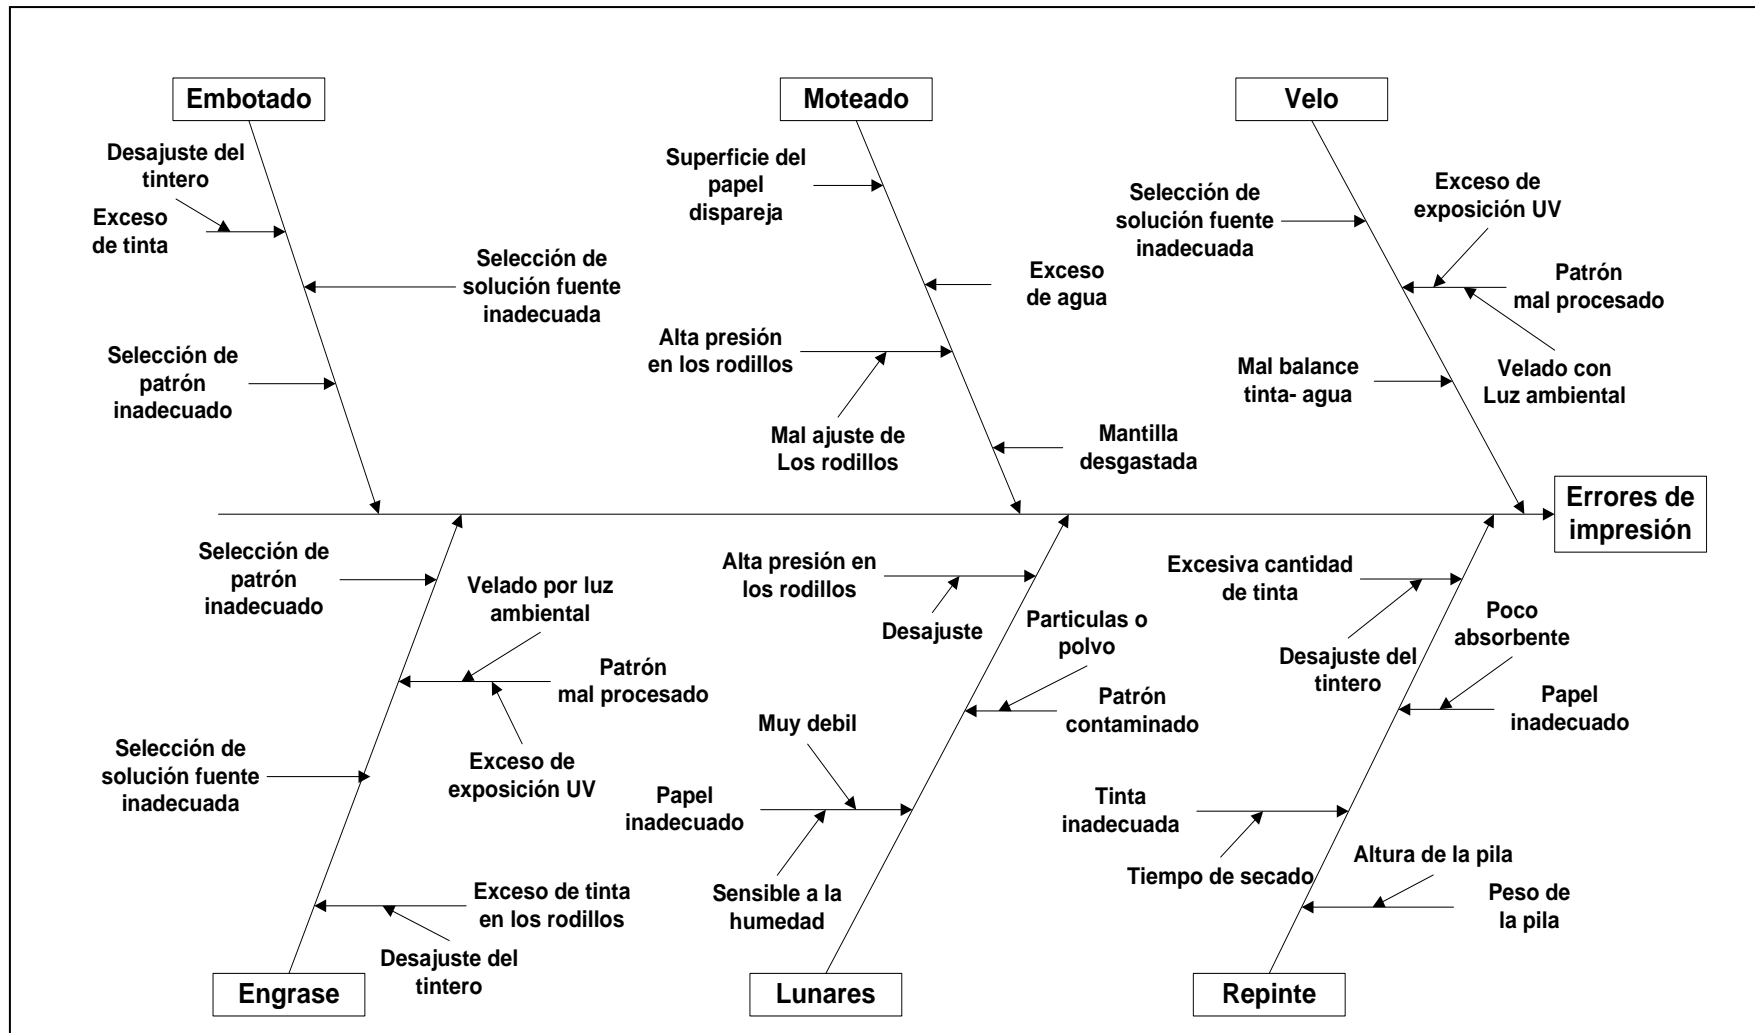 Embotado
Desajuste del
tintero
Exceso
de tinta
Selección de
solución fuente
inadecuada
Selección de
patrón
inadecuado
Moteado
Superficie del
papel
dispareja
Exceso
de agua
Alta presión
en los rodillos
Mal ajuste de
Los rodillos
Mantilla
desgastada
Velo
Selección de
solución fuente
inadecuada
Exceso de
exposición UV
Patrón
mal procesado
Mal balance
tinta- agua
Velado con
Luz ambiental
Errores de
impresión
Selección de
patrón
inadecuado
Velado por luz
ambiental
Patrón
mal procesado
Selección de
solución fuente
inadecuada
Exceso de
exposición UV
Exceso de tinta
en los rodillos
Desajuste del
tintero
Engrase
Alta presión en
los rodillos
Desajuste
Particulas o
polvo
Patrón
contaminado
Muy debil
Papel
inadecuado
Sensible a la
humedad
Lunares
Excesiva cantidad
de tinta
Poco
absorbente
Desajuste del
tintero
Papel
inadecuado
Tinta
inadecuada
Tiempo de secado
Altura de la pila
Peso de
la pila
Repinte